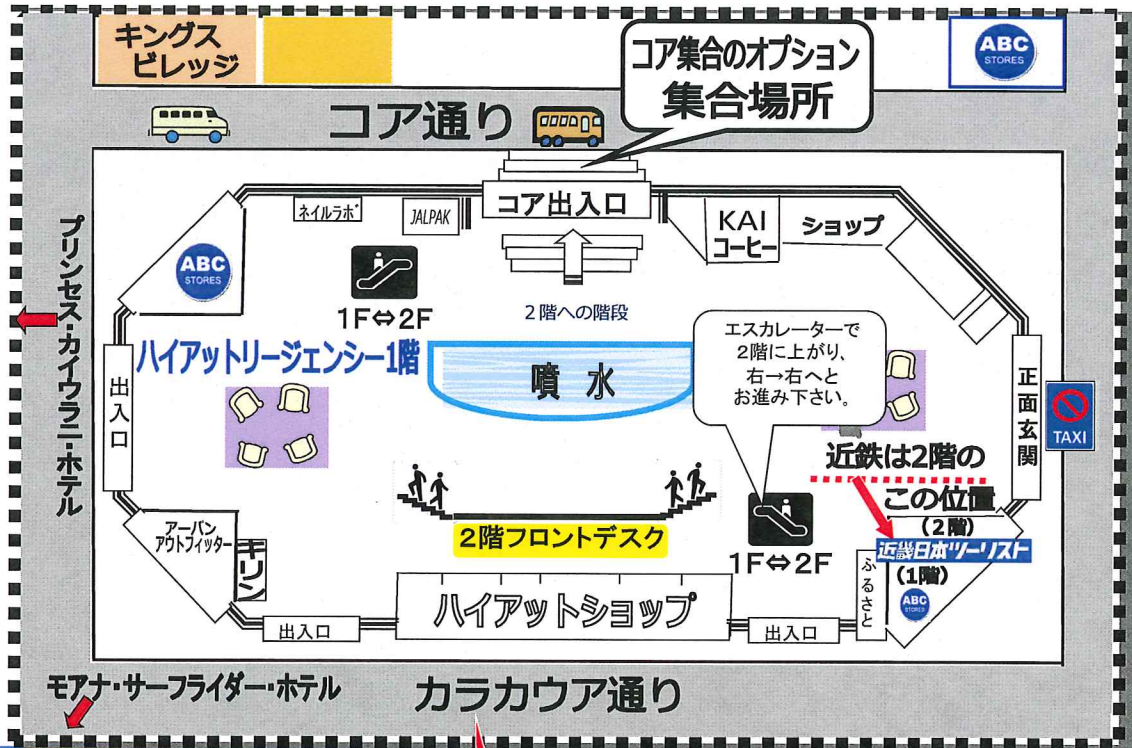 キングス
ビレッジ
コア集合のオプション
集合場所
ABC
STORES
コア通り
プリンセス・カイウラニ・ホテル
ABC
STORES
ネイルラボ
JALPAK
コア出入口
KAI
コーヒー
ショップ
1F⇔2F
2階への階段
ハイアットリージェンシー1階
噴水
エスカレーターで
2階に上がり、
右→右へと
お進み下さい。
出入口
正面玄関
TAXI
近鉄は2階の
この位置
(2階)
近畿日本ツーリスト
(1階)
ABC
STORES
ふるさと
1F⇔2F
2階フロントデスク
アーバン
アウトフィッター
キリン
ハイアットショップ
出入口
出入口
モアナ・サーフライダー・ホテル
カラカウア通り